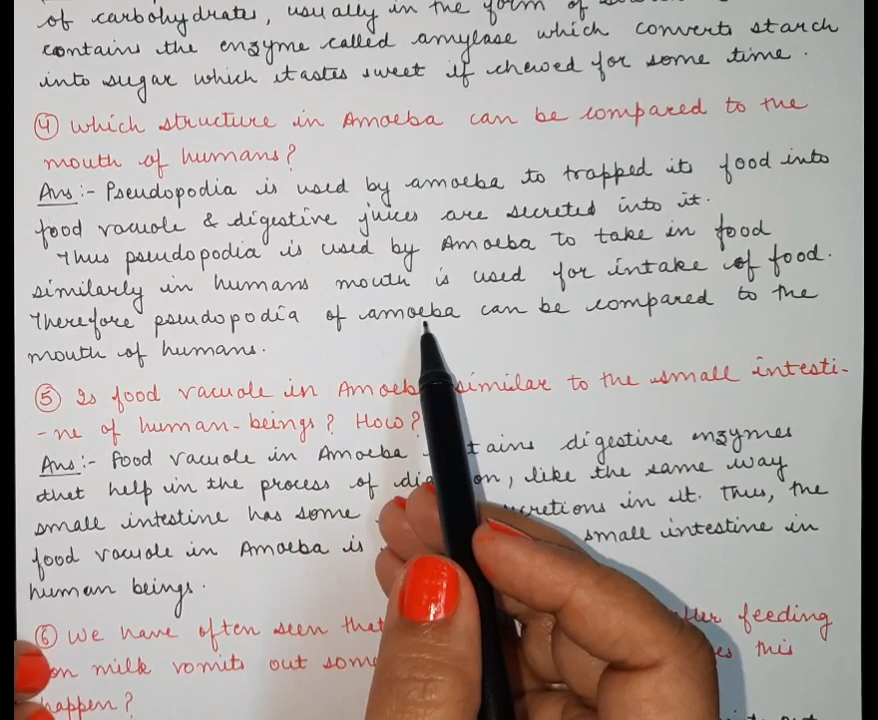 of carbohydrates, usually in the form of
contains the enzyme called amylase which converts starch
into sugar which itastes sweet if chewed for some time.
④ Which structure in Amoeba can be compared to the
mouth of humans?
Ans:- Pseudopodia is used by amoeba to trapped its food into
food vacuole & digestive juices are secreted into it.
Thus pseudopodia is used by Amoeba to take in food
similarly in humans mouth is used for intake of food.
Therefore pseudopodia of amoeba can be compared to the
mouth of humans.
⑤ Is food vacuole in Amoeb similar to the small intesti-
-ne of human-beings? How?
Ans:- Food vacuole in Amoeba tains digestive enzymes
that help in the process of dig on, like the same way
small intestine has some cretions in it. Thus, the
food vacuole in Amoeba is small intestine in
human beings.
⑥ We have often seen that feeding
on milk vomits out som this
happen?